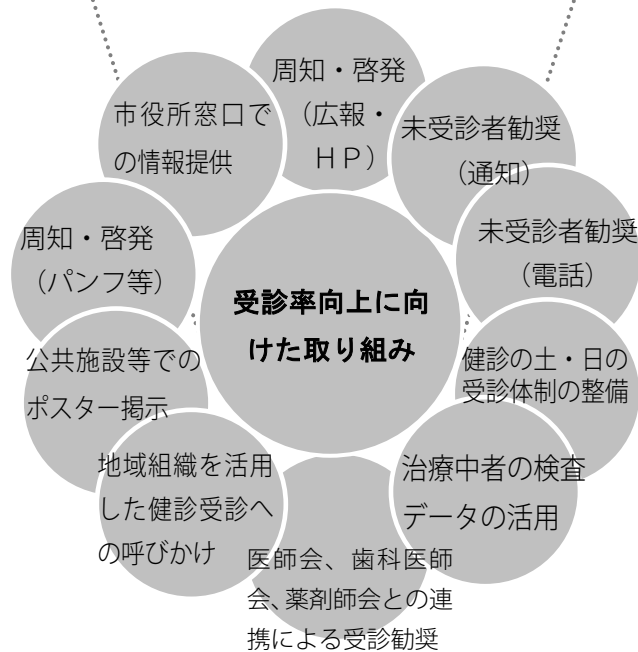 周知・啓発
（広報・
ＨＰ）
未受診者勧奨
（通知）
未受診者勧奨
（電話）
健診の土・日の
受診体制の整備
治療中者の検査
データの活用
医師会、歯科医師
会、薬剤師会との連
携による受診勧奨
地域組織を活用
した健診受診へ
の呼びかけ
公共施設等での
ポスター掲示
周知・啓発
（パンフ等）
市役所窓口で
の情報提供
受診率向上に向
けた取り組み